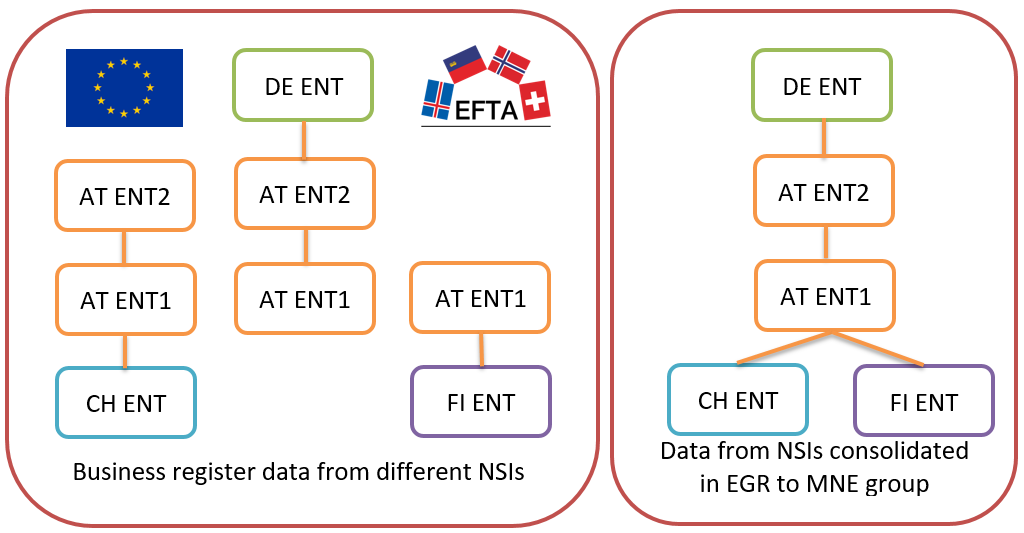 DE ENT
EFTA
AT ENT2
AT ENT2
AT ENT1
AT ENT1
AT ENT1
CH ENT
FI ENT
Business register data from different NSIs
DE ENT
AT ENT2
AT ENT1
CH ENT
FI ENT
Data from NSIs consolidated
in EGR to MNE group